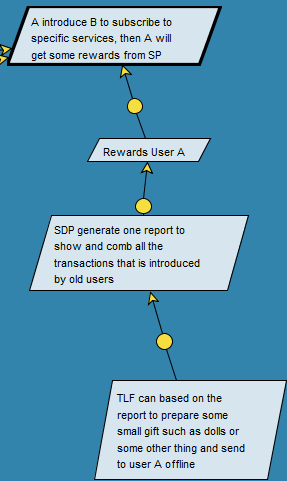 A introduce B to subscribe to
specific services, then A will
get some rewards from SP
Rewards User A
SDP generate one report to
show and comb all the
transactions that is introduced
by old users
TLF can based on the
report to prepare some
small gift such as dolls or
some other thing and send
to user A offline